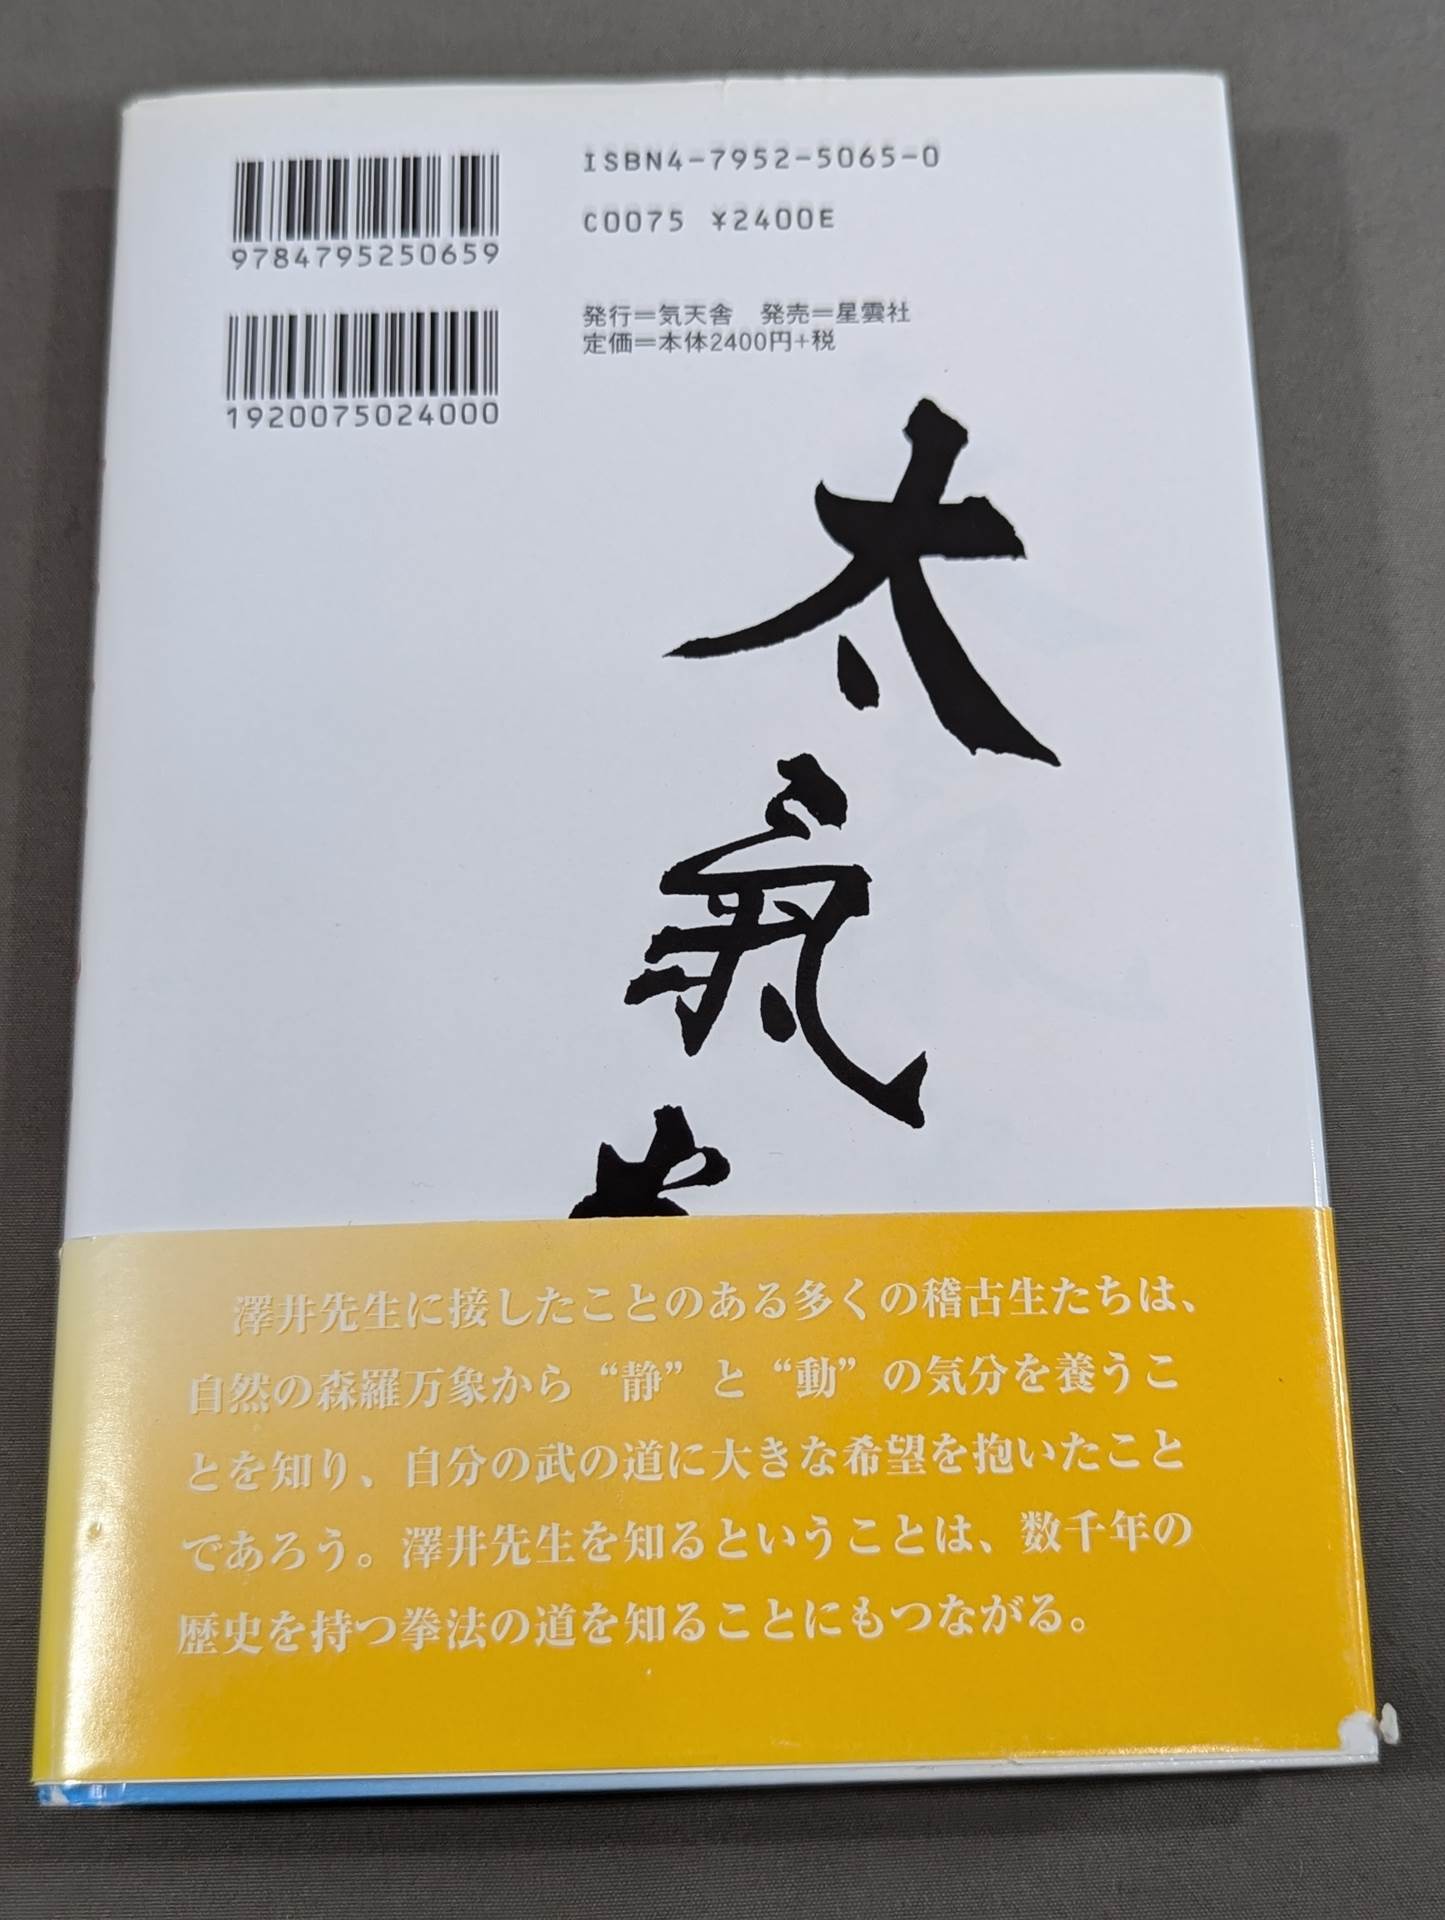 ISBN4-7952-5065-0
C0075 ¥2400E
9784795250659
1920075024000
発行＝気天舎　発売＝星雲社
定価＝本体2400円+税
太
氣
澤井先生に接したことのある多くの稽古生たちは、
自然の森羅万象から“静”と“動”の気分を養うこ
とを知り、自分の武の道に大きな希望を抱いたこと
であろう。澤井先生を知るということは、数千年の
歴史を持つ拳法の道を知ることにもつながる。